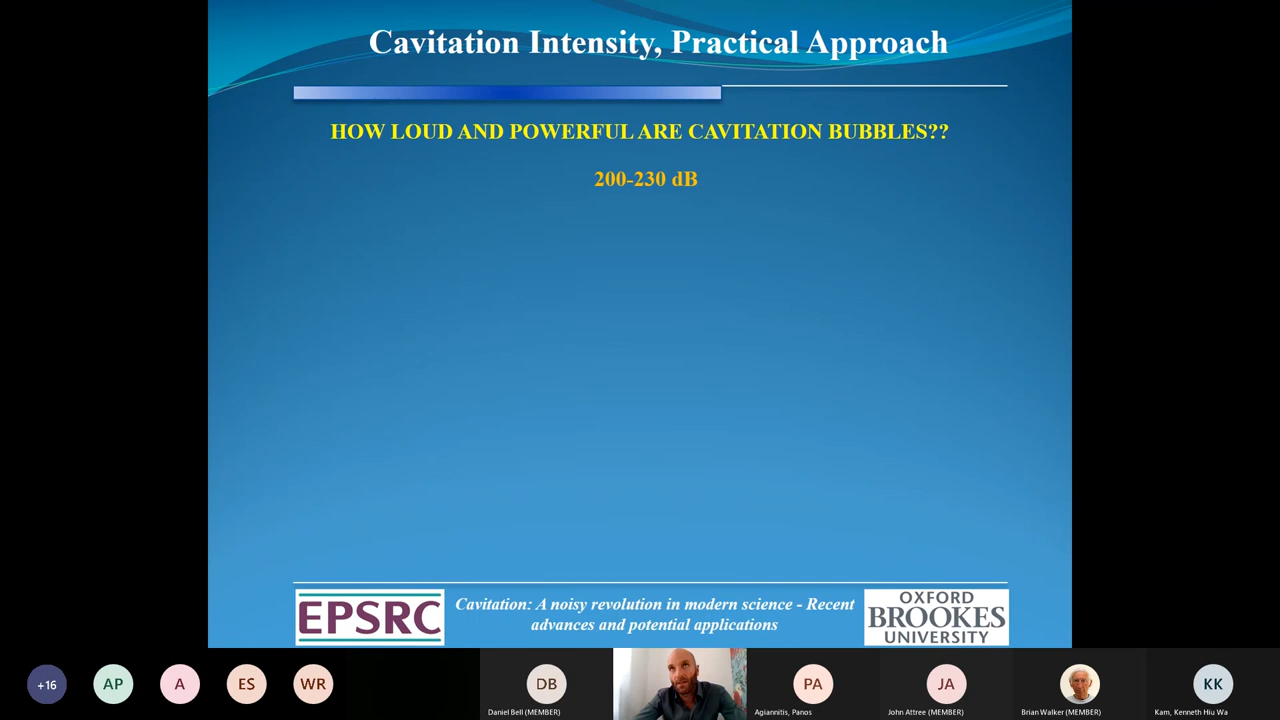 Cavitation Intensity, Practical Approach
HOW LOUD AND POWERFUL ARE CAVITATION BUBBLES??
200-230 dB
EPSRC
Cavitation: A noisy revolution in modern science - Recent
advances and potential applications
OXFORD
BROOKES
UNIVERSITY
+16
AP
A
ES
WR
DB
Daniel Bell (MEMBER)
PA
Agiannitis, Panos
JA
John Attree (MEMBER)
Brian Walker (MEMBER)
KK
Kam, Kenneth Hiu Wa